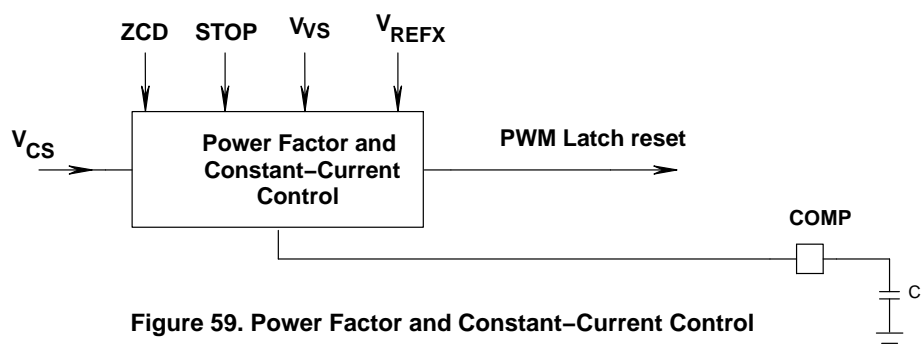 ZCD STOP VVS VREFX
VCS
Power Factor and
Constant−Current
Control
PWM Latch reset
COMP
C
Figure 59. Power Factor and Constant−Current Control